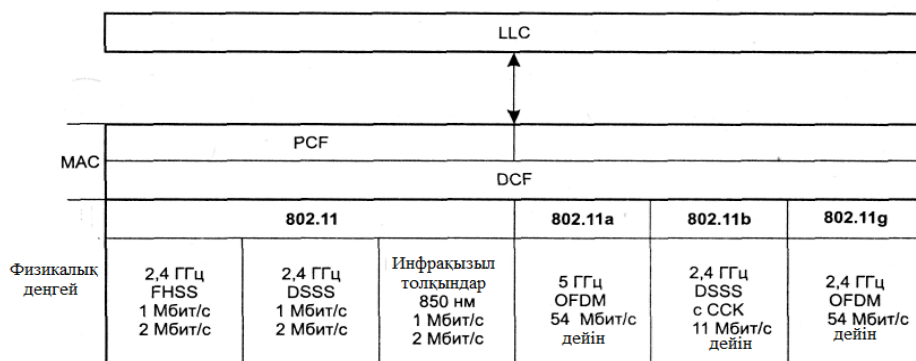 LLC
MAC
PCF
DCF
802.11
802.11a
802.11b
802.11g
Физикалық
деңгей
2,4 ГГц
FHSS
1 Мбит/с
2 Мбит/с
2,4 ГГц
DSSS
1 Мбит/с
2 Мбит/с
Инфрақызыл
толқындар
850 нм
1 Мбит/с
2 Мбит/с
5 ГГц
OFDM
54 Мбит/с
дейін
2,4 ГГц
DSSS
с CCK
11 Мбит/с
дейін
2,4 ГГц
OFDM
54 Мбит/с
дейін